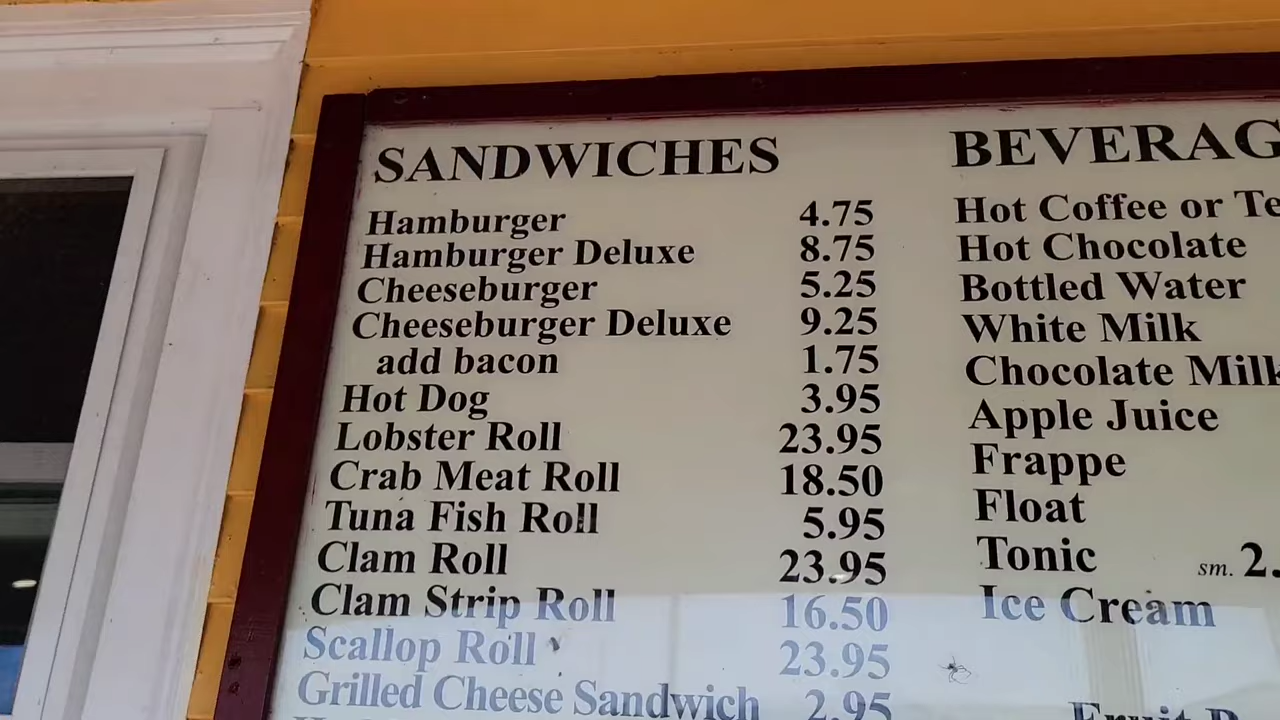 SANDWICHES
Hamburger 4.75
Hamburger Deluxe 8.75
Cheeseburger 5.25
Cheeseburger Deluxe 9.25
add bacon 1.75
Hot Dog 3.95
Lobster Roll 23.95
Crab Meat Roll 18.50
Tuna Fish Roll 5.95
Clam Roll 23.95
Clam Strip Roll 16.50
Scallop Roll 23.95
Grilled Cheese Sandwich 2.95
BEVERAG
Hot Coffee or Te
Hot Chocolate
Bottled Water
White Milk
Chocolate Milk
Apple Juice
Frappe
Float
Tonic sm. 2.
Ice Cream